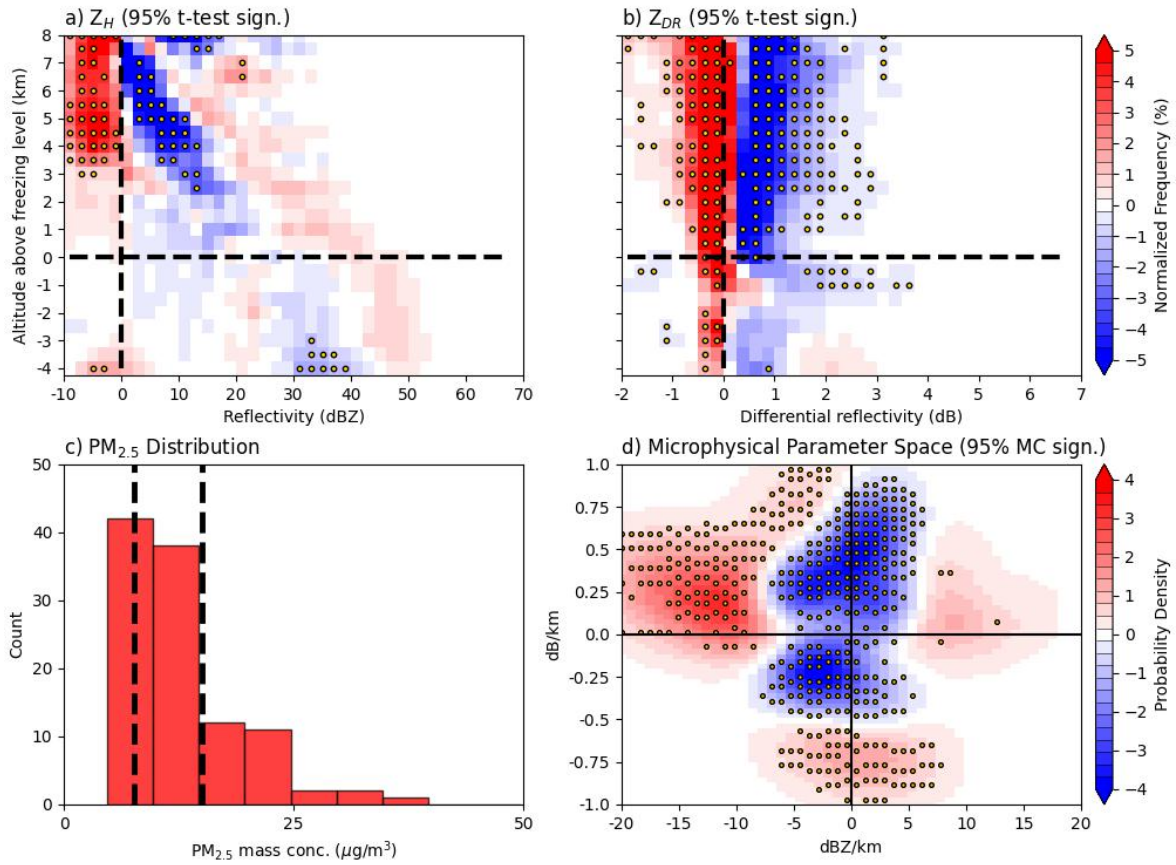 a) Z_H (95% t-test sign.)
8
7
6
5
4
3
2
1
0
-1
-2
-3
-4
Altitude above freezing level (km)
-10 0 10 20 30 40 50 60 70
Reflectivity (dBZ)
b) Z_DR (95% t-test sign.)
-2 -1 0 1 2 3 4 5 6 7
Differential reflectivity (dB)
5
4
3
2
1
0
−1
−2
−3
−4
−5
Normalized Frequency (%)
c) PM_2.5 Distribution
50
40
30
20
10
0
Count
0 25 50
PM_2.5 mass conc. (μg/m³)
d) Microphysical Parameter Space (95% MC sign.)
1.0
0.75
0.5
0.25
0.0
-0.25
-0.5
-0.75
-1.0
dB/km
-20 -15 -10 -5 0 5 10 15 20
dBZ/km
4
3
2
1
0
−1
−2
−3
−4
Probability Density